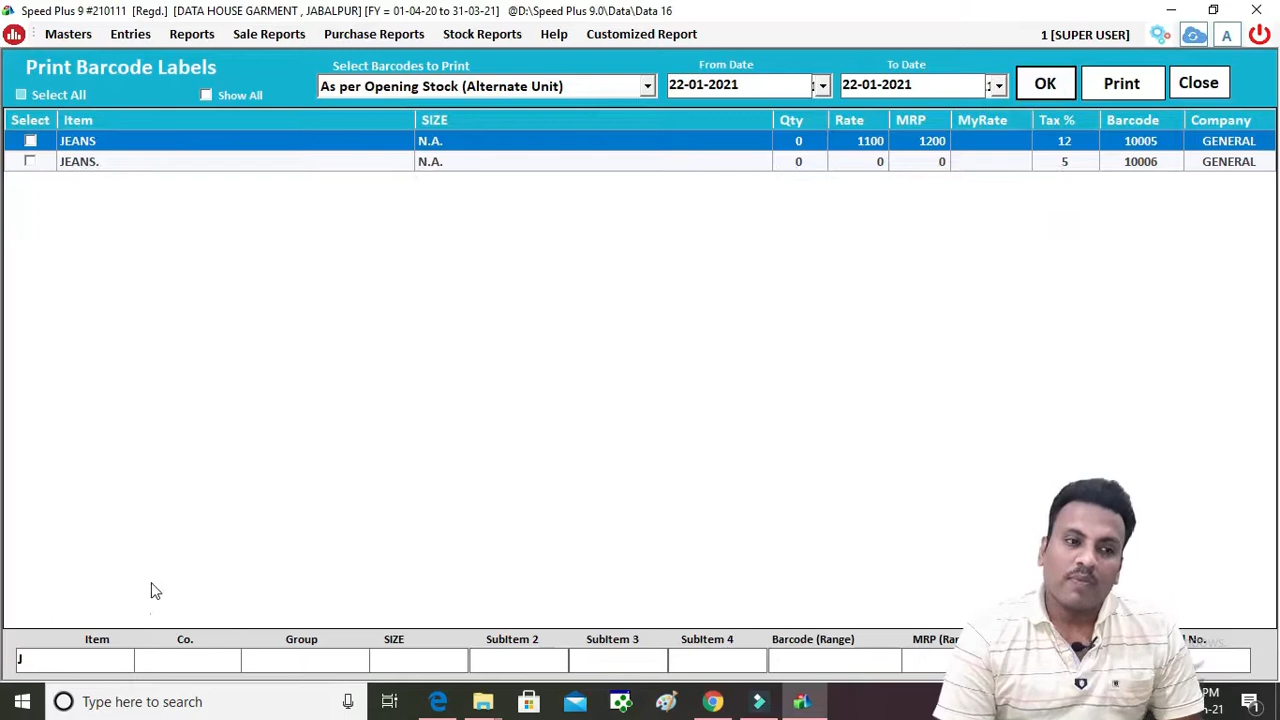 Speed Plus 9 #210111 [Regd.] [DATA HOUSE GARMENT , JABALPUR] [FY = 01-04-20 to 31-03-21] @D:\Speed Plus 9.0\Data\Data 16
Masters Entries Reports Sale Reports Purchase Reports Stock Reports Help Customized Report 1 [SUPER USER] A
Print Barcode Labels
Select Barcodes to Print From Date To Date
As per Opening Stock (Alternate Unit) 22-01-2021 22-01-2021 OK Print Close
Select All Show All
Select Item SIZE Qty Rate MRP MyRate Tax % Barcode Company
JEANS N.A. 0 1100 1200 12 10005 GENERAL
JEANS. N.A. 0 0 0 5 10006 GENERAL
Item Co. Group SIZE SubItem 2 SubItem 3 SubItem 4 Barcode (Range) No.
J
Type here to search